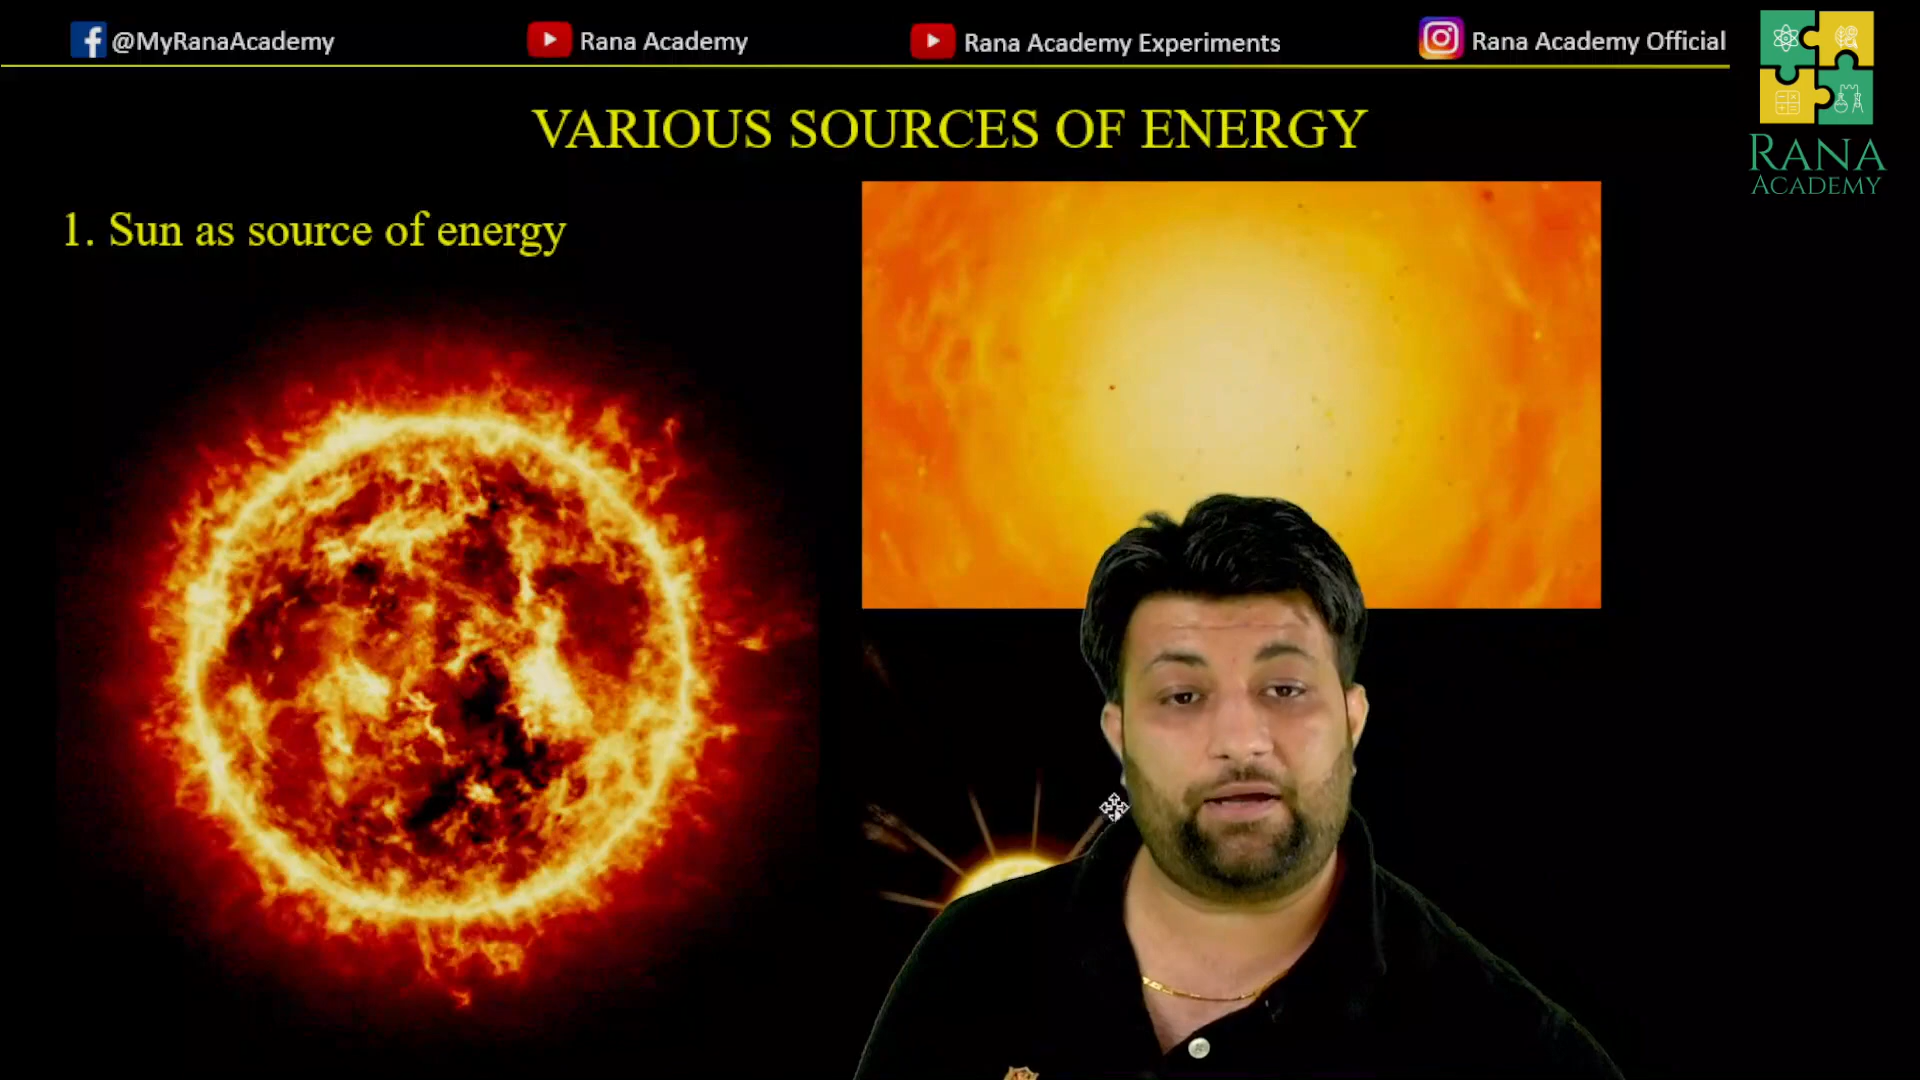 @MyRanaAcademy
Rana Academy
Rana Academy Experiments
Rana Academy Official
RANA
ACADEMY
VARIOUS SOURCES OF ENERGY
1. Sun as source of energy